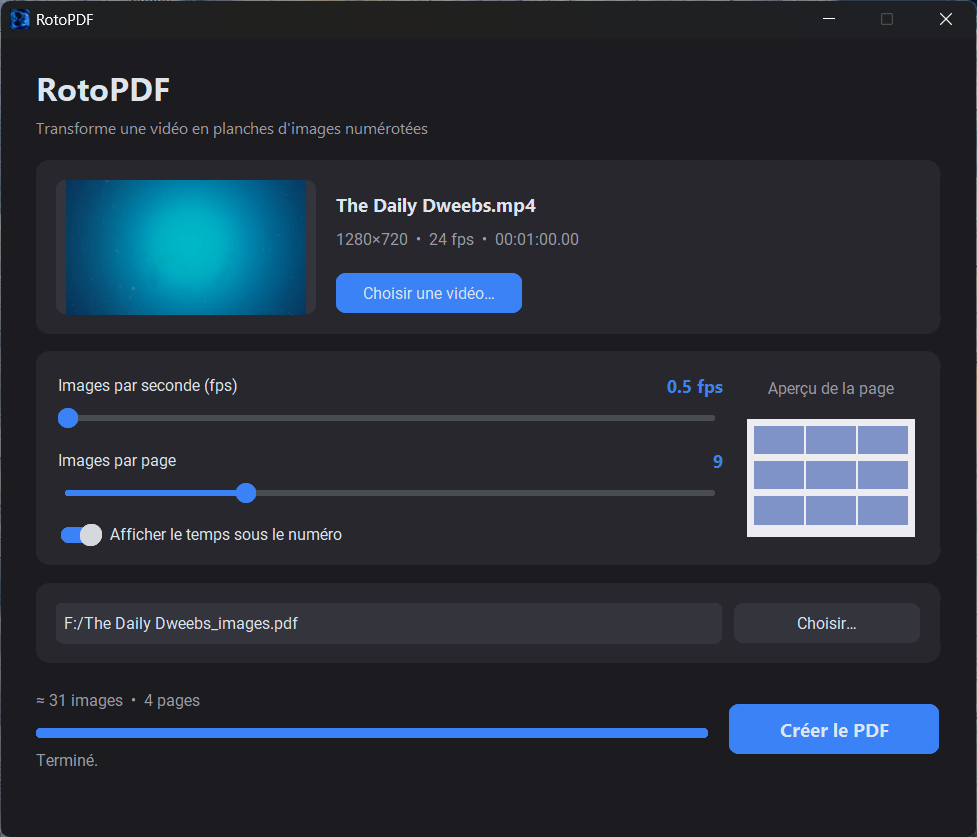 RotoPDF
RotoPDF
Transforme une vidéo en planches d'images numérotées
The Daily Dweebs.mp4
1280×720 • 24 fps • 00:01:00.00
Choisir une vidéo...
Images par seconde (fps)
0.5 fps
Aperçu de la page
Images par page
9
Afficher le temps sous le numéro
F:/The Daily Dweebs_images.pdf
Choisir...
≈ 31 images • 4 pages
Créer le PDF
Terminé.